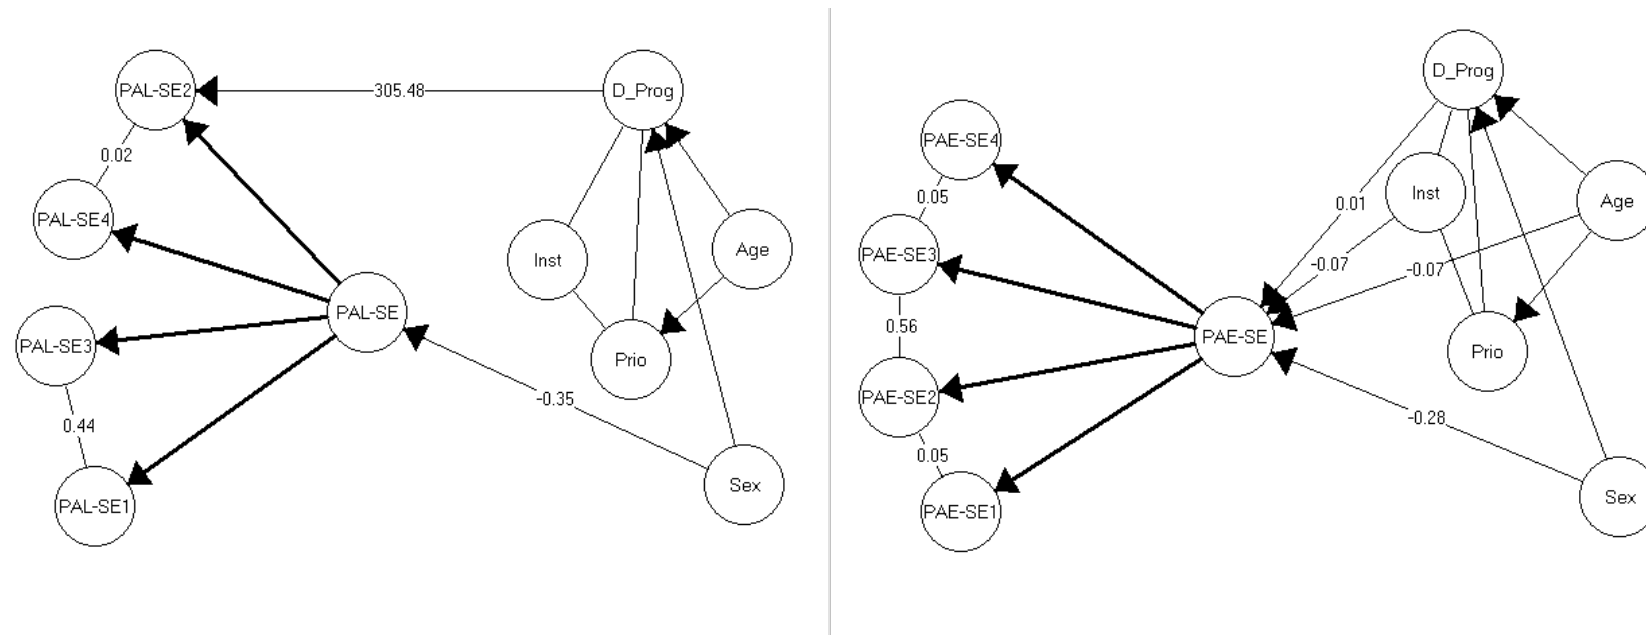 PAL-SE2
305.48
D_Prog
0.02
PAL-SE4
Inst
Age
PAL-SE
PAL-SE3
Prio
-0.35
0.44
Sex
PAL-SE1
D_Prog
PAE-SE4
Inst
0.05
0.01
Age
PAE-SE3
-0.07
-0.07
0.56
PAE-SE
Prio
PAE-SE2
-0.28
0.05
Sex
PAE-SE1